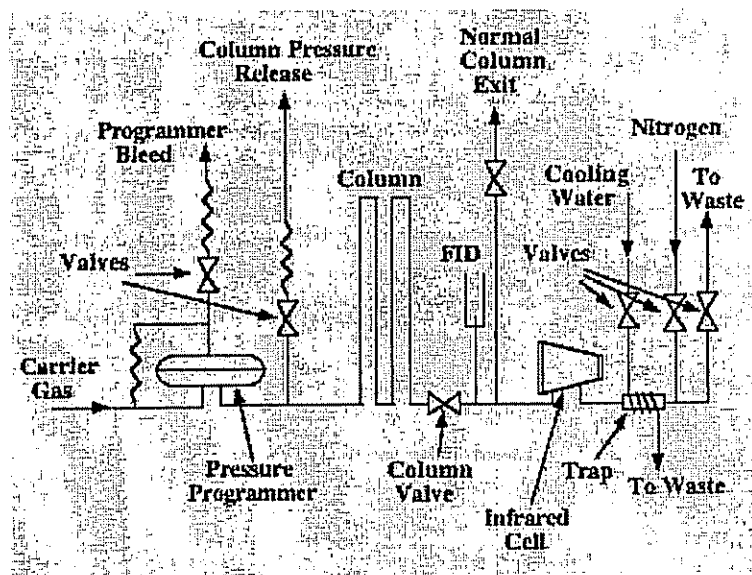 Column Pressure
Release
Normal
Column
Exit
Programmer
Bleed
Nitrogen
Column
Cooling
Water
To
Waste
Valves
FID
Valves
Carrier
Gas
Pressure
Programmer
Column
Valve
Infrared
Cell
Trap
To Waste